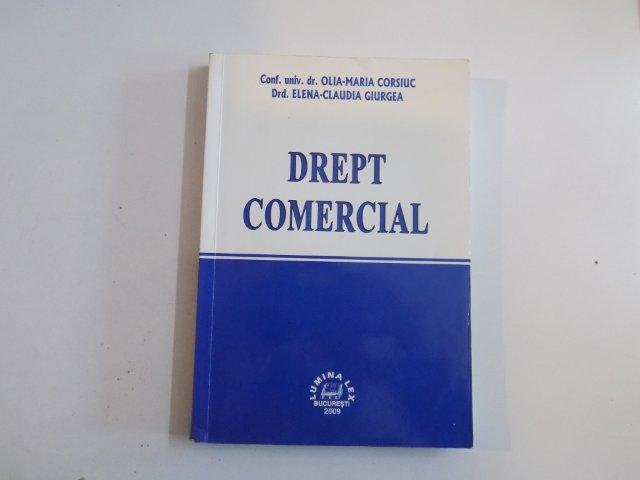 Conf. univ. dr. OLIA-MARIA CORSIUC
Drd. ELENA-CLAUDIA GIURGEA
DREPT
COMERCIAL
LUMINA LEX
BUCUREȘTI
2009